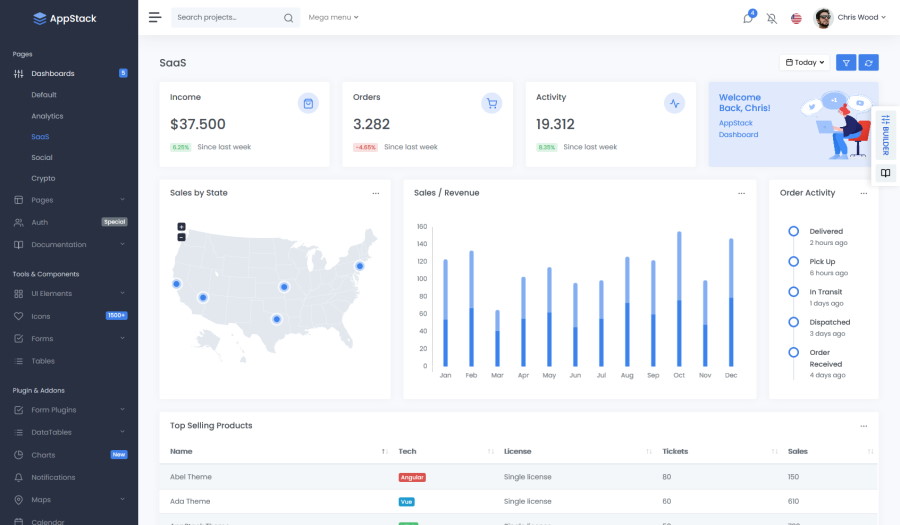 AppStack
Search projects...
Mega menu
4
Chris Wood
Pages
Dashboards
5
Default
Analytics
SaaS
Social
Crypto
Pages
Auth
Special
Documentation
Tools & Components
UI Elements
Icons
1500+
Forms
Tables
Plugin & Addons
Form Plugins
DataTables
Charts
New
Notifications
Maps
Calendar
SaaS
Today
Income
$37.500
6.25% Since last week
Orders
3.282
-4.65% Since last week
Activity
19.312
8.35% Since last week
Welcome
Back, Chris!
AppStack
Dashboard
BUILDER
Sales by State
...
+
−
Sales / Revenue
...
160
140
120
100
80
60
40
20
0
Jan Feb Mar Apr May Jun Jul Aug Sep Oct Nov Dec
Order Activity
...
Delivered
2 hours ago
Pick Up
6 hours ago
In Transit
1 days ago
Dispatched
3 days ago
Order
Received
4 days ago
Top Selling Products
...
Name Tech License Tickets Sales
Abel Theme Angular Single license 80 150
Ada Theme Vue Single license 60 610